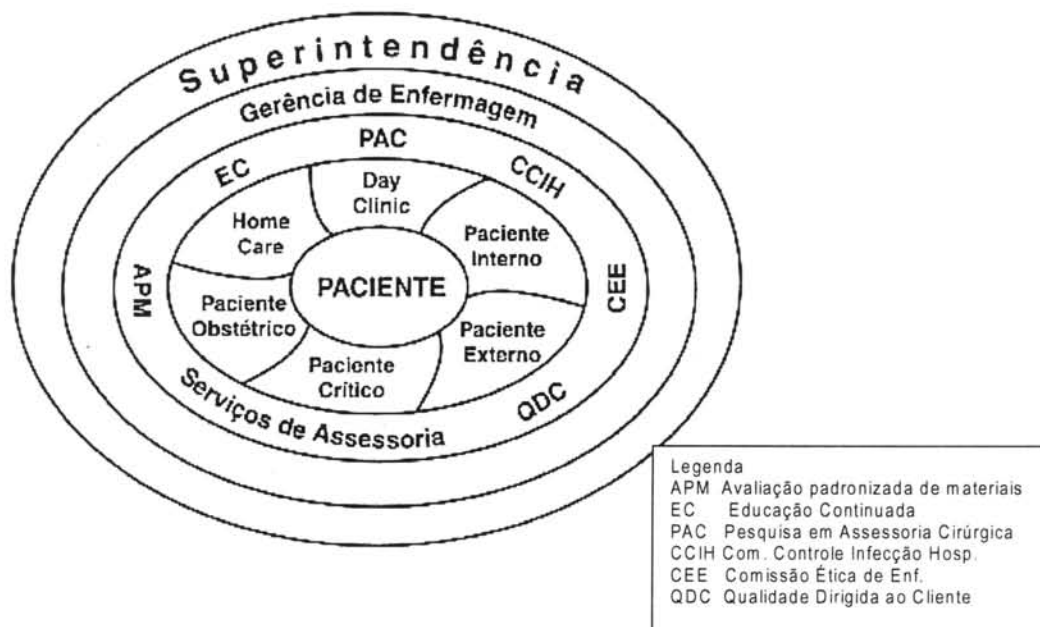 Superintendência
Gerência de Enfermagem
PAC
EC
CCIH
Day
Clinic
Home
Care
Paciente
Interno
APM
PACIENTE
CEE
Paciente
Obstétrico
Paciente
Externo
Paciente
Crítico
QDC
Serviços de Assessoria
Legenda
APM Avaliação padronizada de materiais
EC Educação Continuada
PAC Pesquisa em Assessoria Cirúrgica
CCIH Com. Controle Infecção Hosp.
CEE Comissão Ética de Enf.
QDC Qualidade Dirigida ao Cliente